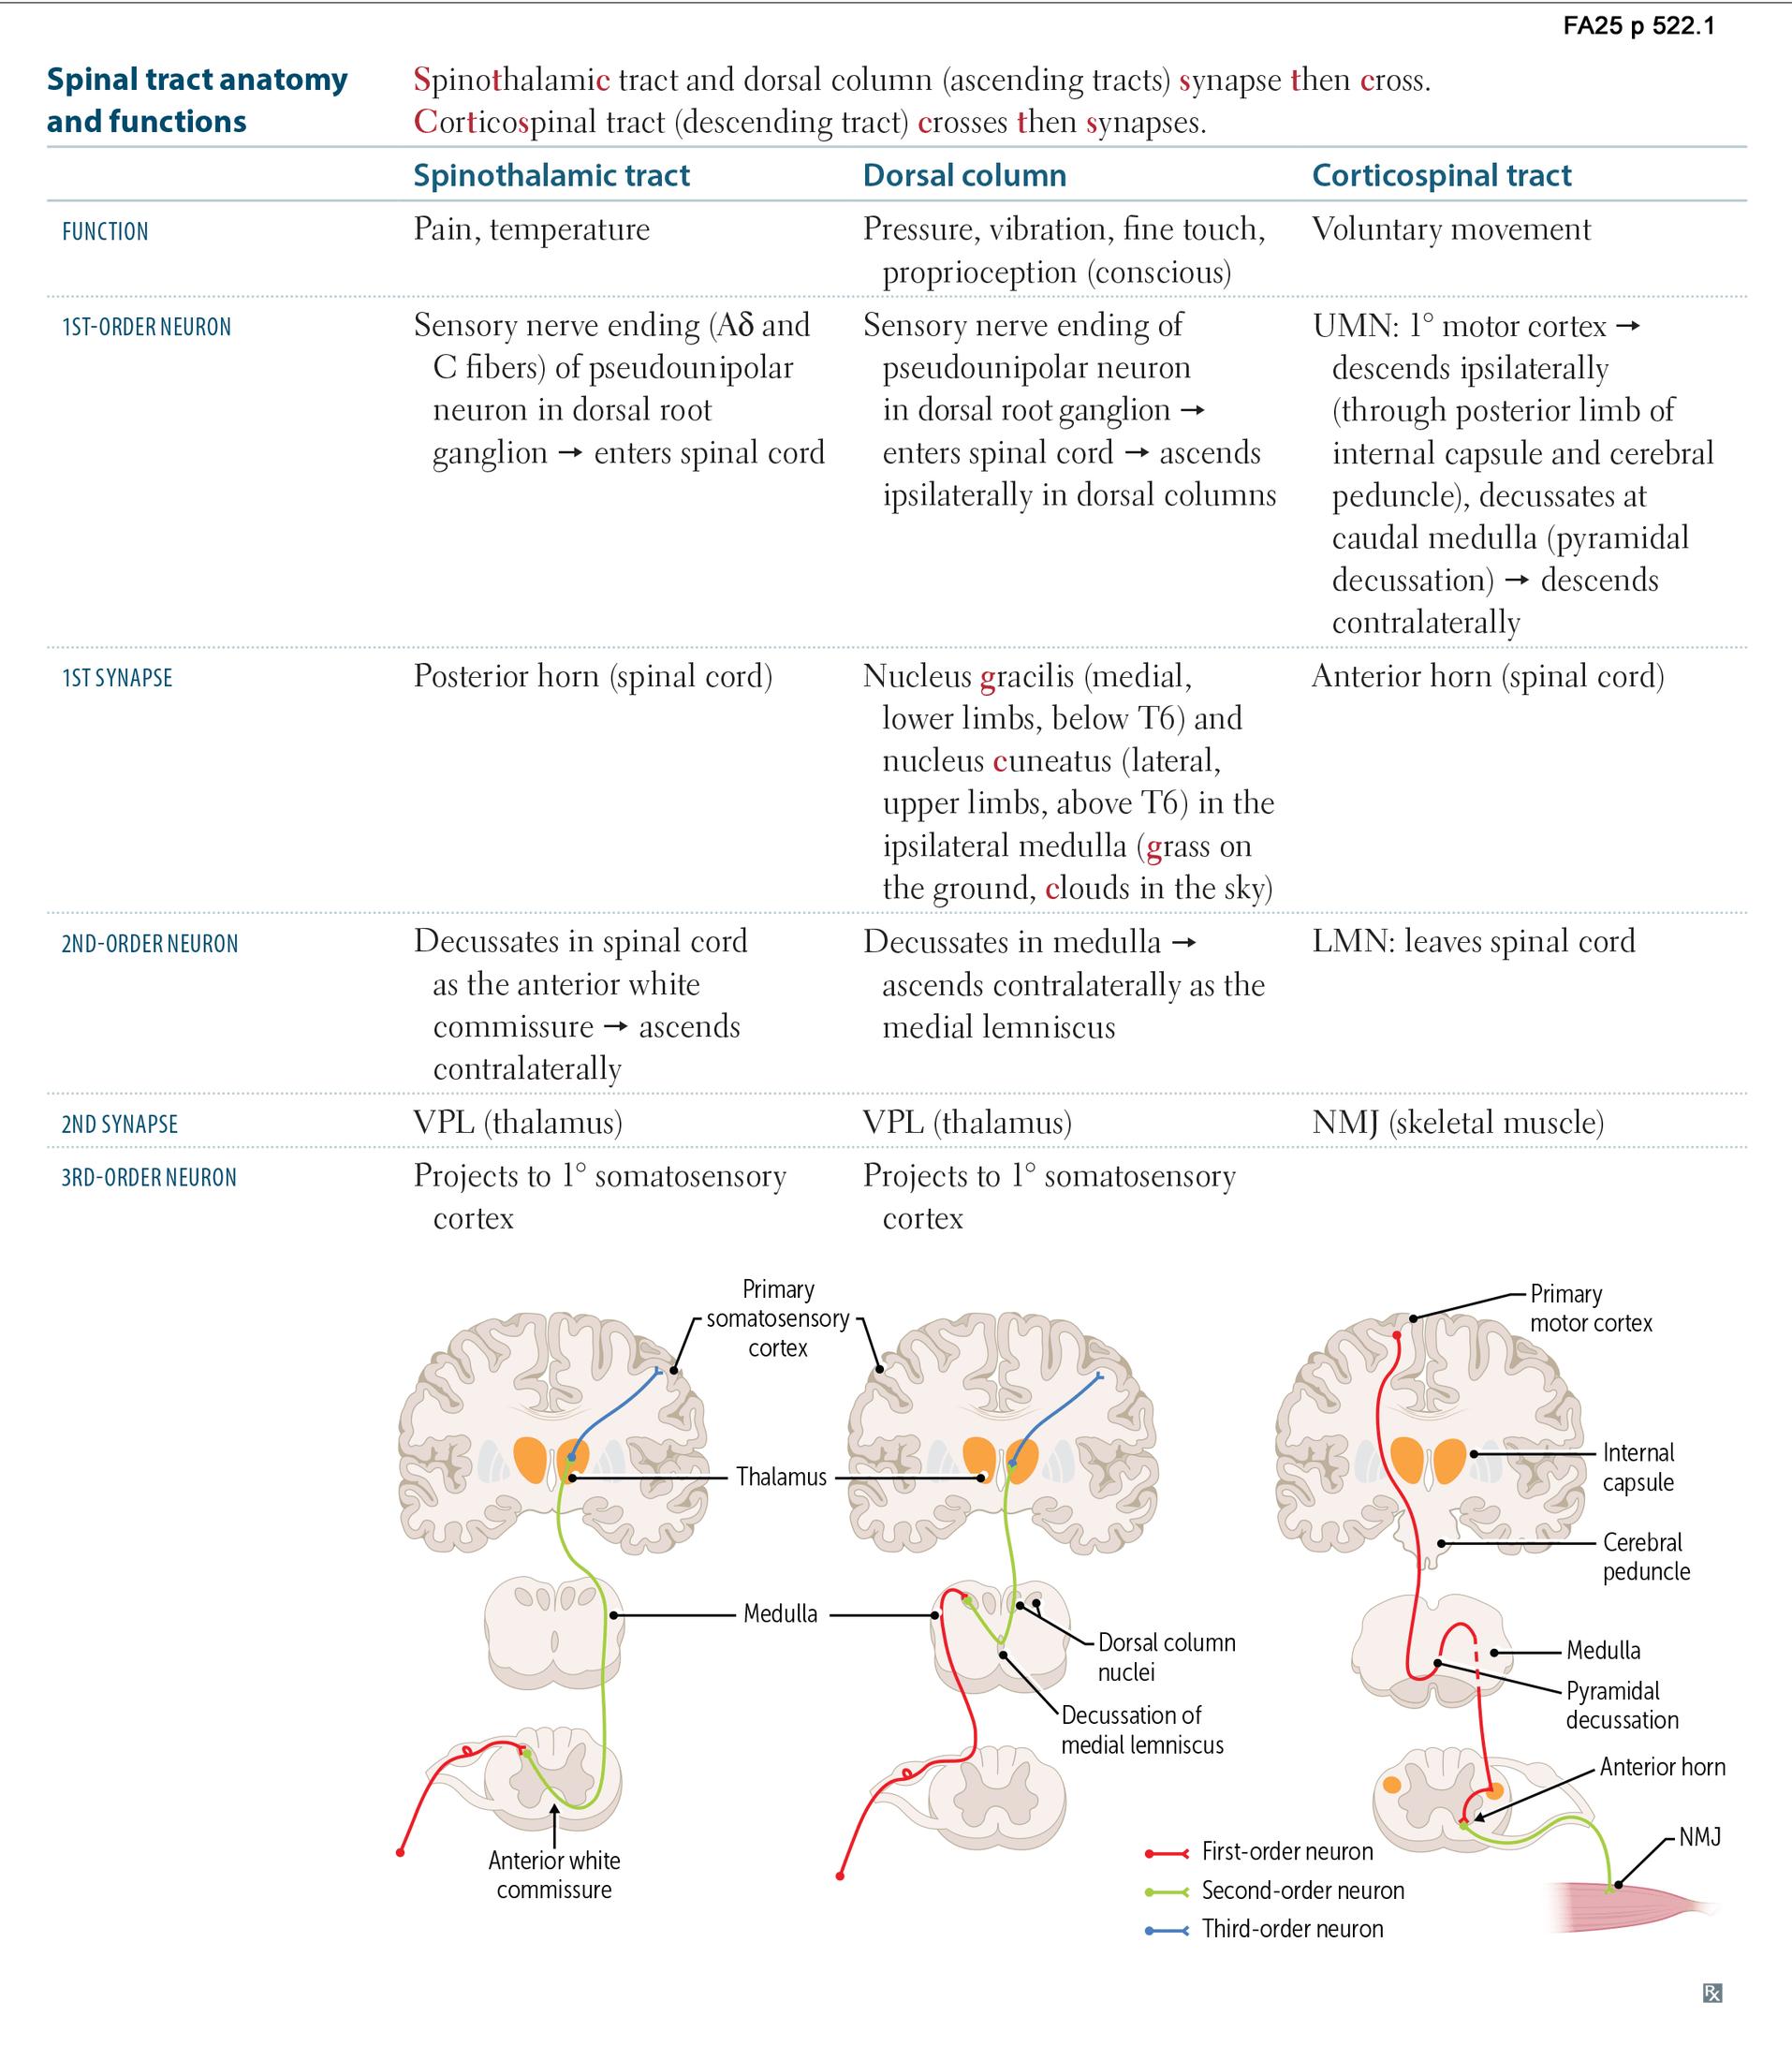 FA25 p 522.1
Spinal tract anatomy
and functions
Spinothalamic tract and dorsal column (ascending tracts) synapse then cross.
Corticospinal tract (descending tract) crosses then synapses.
Spinothalamic tract
Dorsal column
Corticospinal tract
FUNCTION
Pain, temperature
Pressure, vibration, fine touch,
proprioception (conscious)
Voluntary movement
1ST-ORDER NEURON
Sensory nerve ending (Aδ and
C fibers) of pseudounipolar
neuron in dorsal root
ganglion → enters spinal cord
Sensory nerve ending of
pseudounipolar neuron
in dorsal root ganglion →
enters spinal cord → ascends
ipsilaterally in dorsal columns
UMN: 1° motor cortex →
descends ipsilaterally
(through posterior limb of
internal capsule and cerebral
peduncle), decussates at
caudal medulla (pyramidal
decussation) → descends
contralaterally
1ST SYNAPSE
Posterior horn (spinal cord)
Nucleus gracilis (medial,
lower limbs, below T6) and
nucleus cuneatus (lateral,
upper limbs, above T6) in the
ipsilateral medulla (grass on
the ground, clouds in the sky)
Anterior horn (spinal cord)
2ND-ORDER NEURON
Decussates in spinal cord
as the anterior white
commissure → ascends
contralaterally
Decussates in medulla →
ascends contralaterally as the
medial lemniscus
LMN: leaves spinal cord
2ND SYNAPSE
VPL (thalamus)
VPL (thalamus)
NMJ (skeletal muscle)
3RD-ORDER NEURON
Projects to 1° somatosensory
cortex
Projects to 1° somatosensory
cortex
Primary
somatosensory
cortex
Thalamus
Medulla
Anterior white
commissure
Dorsal column
nuclei
Decussation of
medial lemniscus
Primary
motor cortex
Internal
capsule
Cerebral
peduncle
Medulla
Pyramidal
decussation
Anterior horn
NMJ
First-order neuron
Second-order neuron
Third-order neuron
Rx